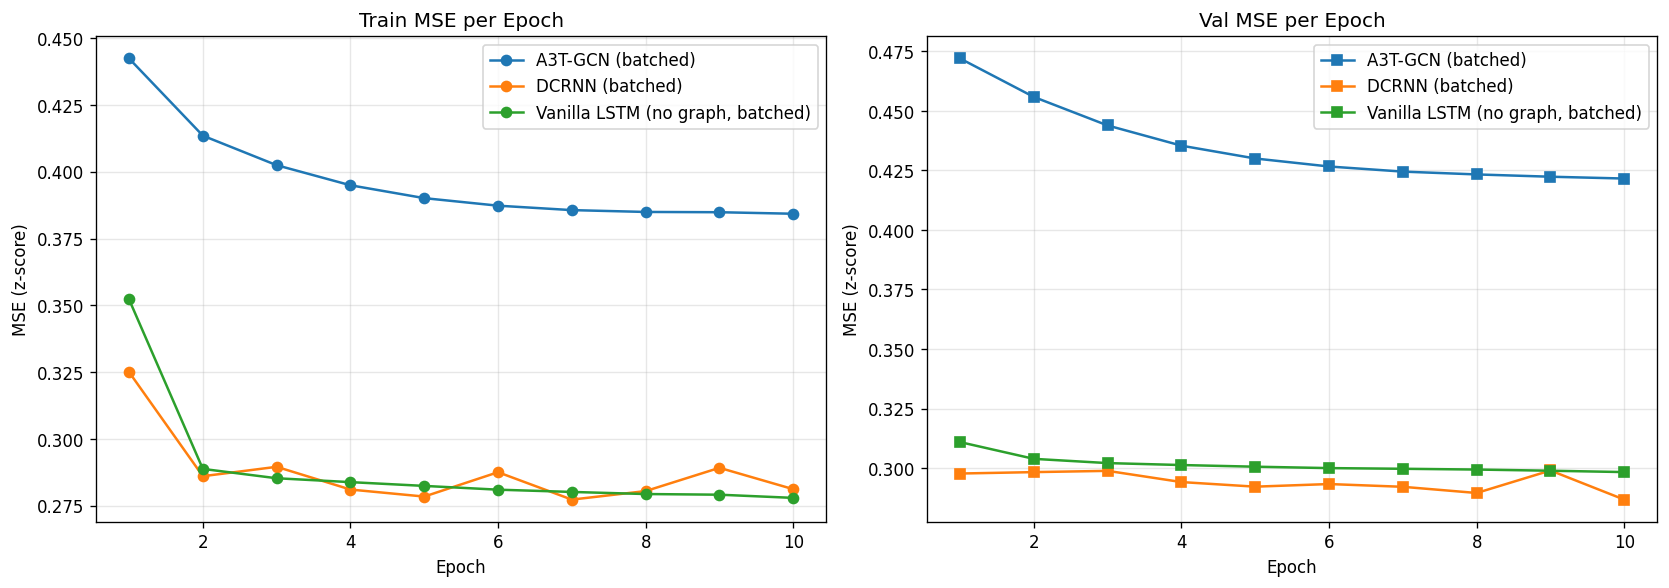 Train MSE per Epoch
0.450
0.425
0.400
0.375
0.350
0.325
0.300
0.275
MSE (z-score)
A3T-GCN (batched)
DCRNN (batched)
Vanilla LSTM (no graph, batched)
2 4 6 8 10
Epoch
Val MSE per Epoch
0.475
0.450
0.425
0.400
0.375
0.350
0.325
0.300
MSE (z-score)
A3T-GCN (batched)
DCRNN (batched)
Vanilla LSTM (no graph, batched)
2 4 6 8 10
Epoch